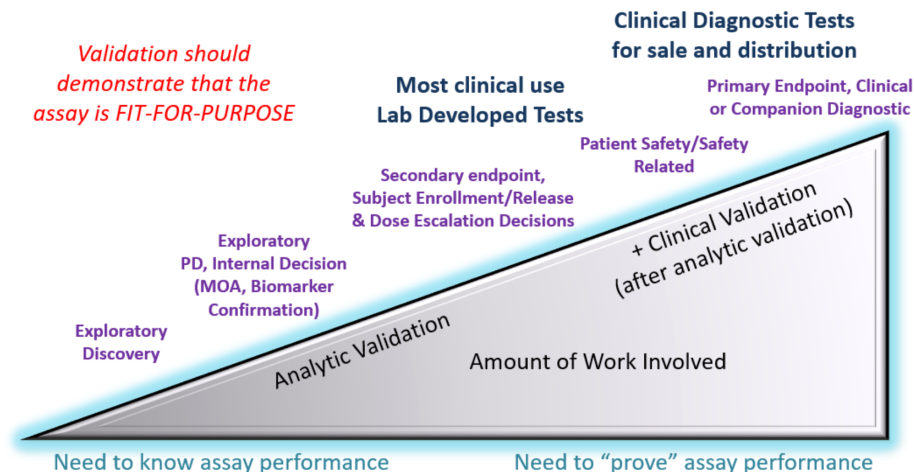 Validation should
demonstrate that the
assay is FIT-FOR-PURPOSE
Clinical Diagnostic Tests
for sale and distribution
Most clinical use
Lab Developed Tests
Primary Endpoint, Clinical
or Companion Diagnostic
Patient Safety/Safety
Related
Secondary endpoint,
Subject Enrollment/Release
& Dose Escalation Decisions
Exploratory
PD, Internal Decision
(MOA, Biomarker
Confirmation)
Exploratory
Discovery
Analytic Validation
+ Clinical Validation
(after analytic validation)
Amount of Work Involved
Need to know assay performance
Need to “prove” assay performance